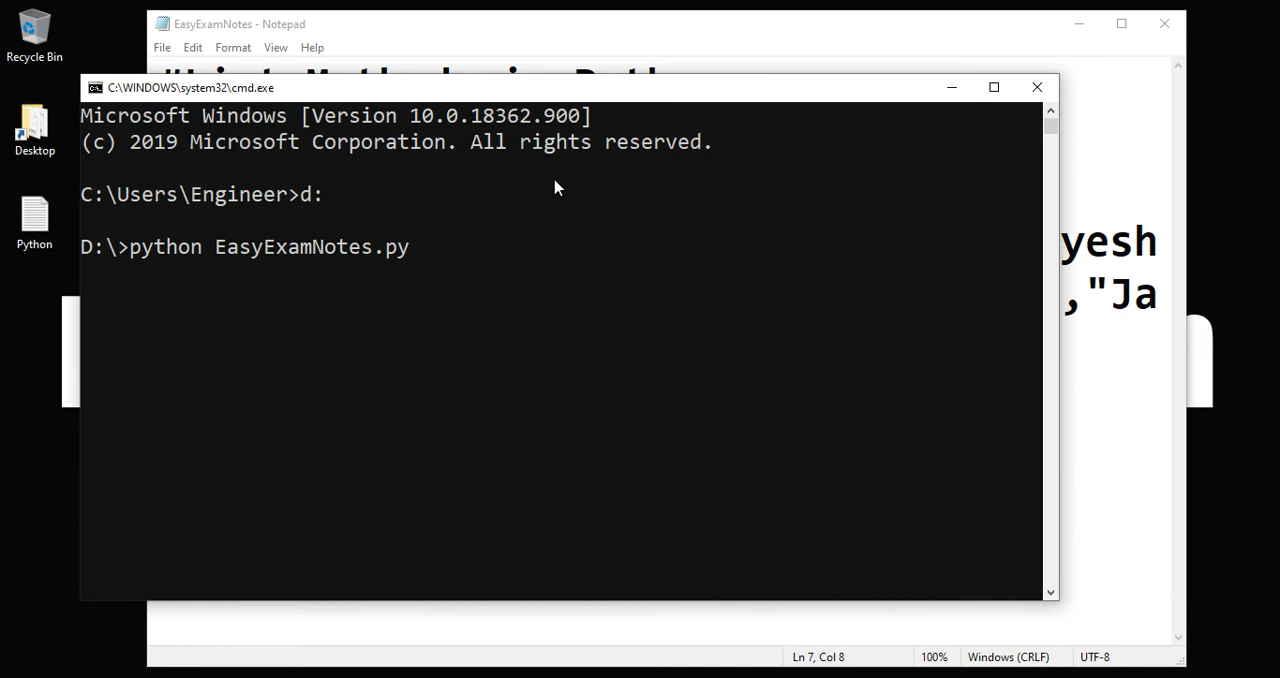 Recycle Bin
Desktop
Python
EasyExamNotes - Notepad
File Edit Format View Help
C:\WINDOWS\system32\cmd.exe
Microsoft Windows [Version 10.0.18362.900]
(c) 2019 Microsoft Corporation. All rights reserved.
C:\Users\Engineer>d:
D:\>python EasyExamNotes.py
yesh
,"Ja
Ln 7, Col 8 100% Windows (CRLF) UTF-8